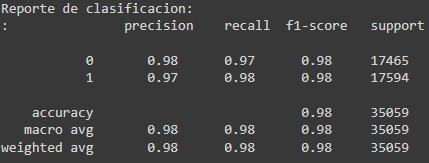 Reporte de clasificacion:
: precision recall f1-score support
0 0.98 0.97 0.98 17465
1 0.97 0.98 0.98 17594
accuracy 0.98 35059
macro avg 0.98 0.98 0.98 35059
weighted avg 0.98 0.98 0.98 35059